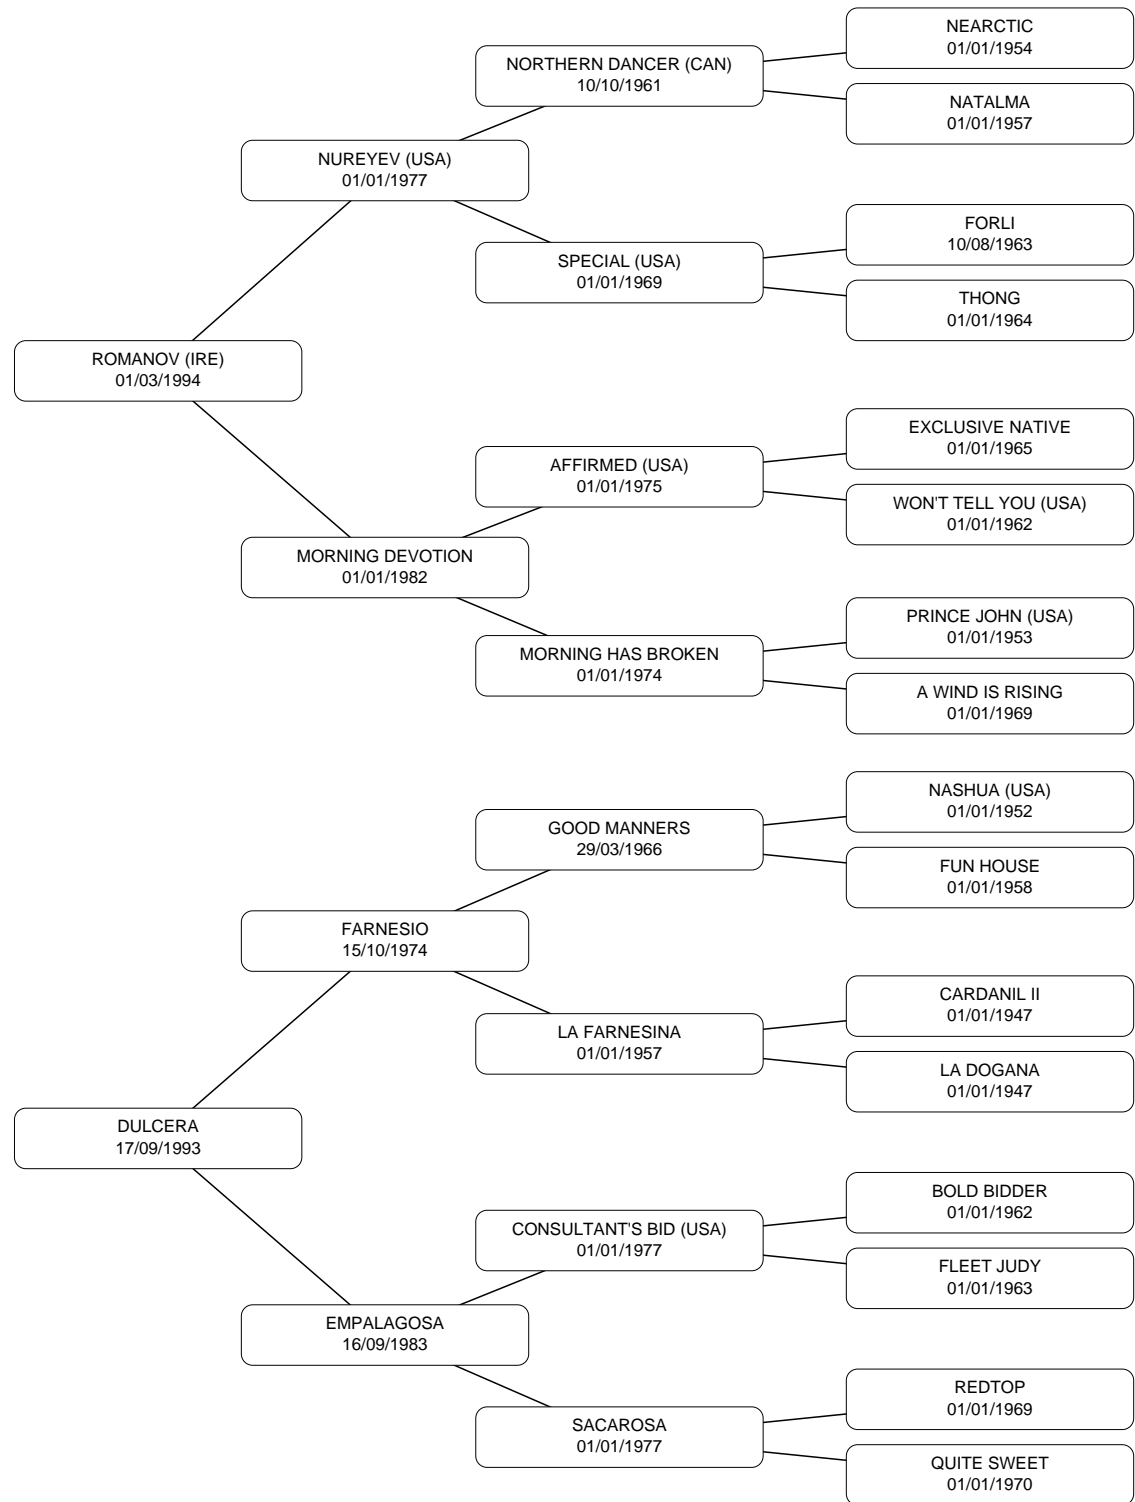 NEARCTIC
01/01/1954
NORTHERN DANCER (CAN)
10/10/1961
NATALMA
01/01/1957
NUREYEV (USA)
01/01/1977
FORLI
10/08/1963
SPECIAL (USA)
01/01/1969
THONG
01/01/1964
ROMANOV (IRE)
01/03/1994
EXCLUSIVE NATIVE
01/01/1965
AFFIRMED (USA)
01/01/1975
WON'T TELL YOU (USA)
01/01/1962
MORNING DEVOTION
01/01/1982
PRINCE JOHN (USA)
01/01/1953
MORNING HAS BROKEN
01/01/1974
A WIND IS RISING
01/01/1969
NASHUA (USA)
01/01/1952
GOOD MANNERS
29/03/1966
FUN HOUSE
01/01/1958
FARNESIO
15/10/1974
CARDANIL II
01/01/1947
LA FARNESINA
01/01/1957
LA DOGANA
01/01/1947
DULCERA
17/09/1993
BOLD BIDDER
01/01/1962
CONSULTANT'S BID (USA)
01/01/1977
FLEET JUDY
01/01/1963
EMPALAGOSA
16/09/1983
REDTOP
01/01/1969
SACAROSA
01/01/1977
QUITE SWEET
01/01/1970